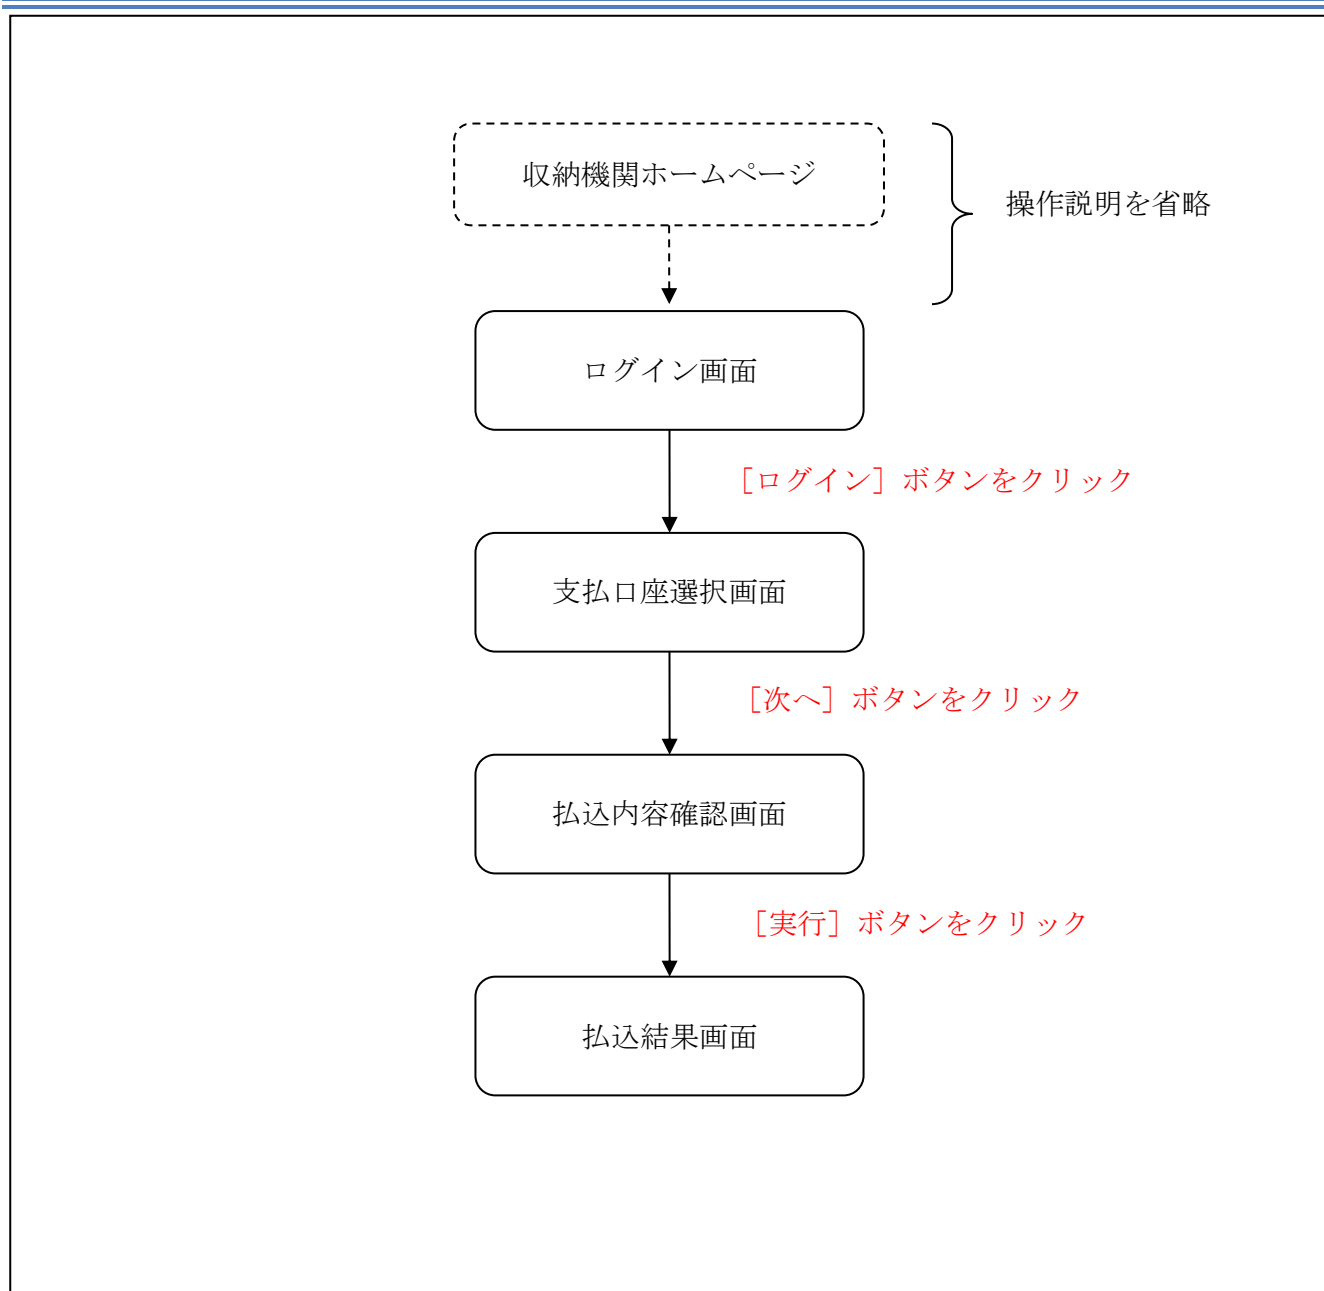 収納機関ホームページ
操作説明を省略
ログイン画面
［ログイン］ボタンをクリック
支払口座選択画面
［次へ］ボタンをクリック
払込内容確認画面
［実行］ボタンをクリック
払込結果画面